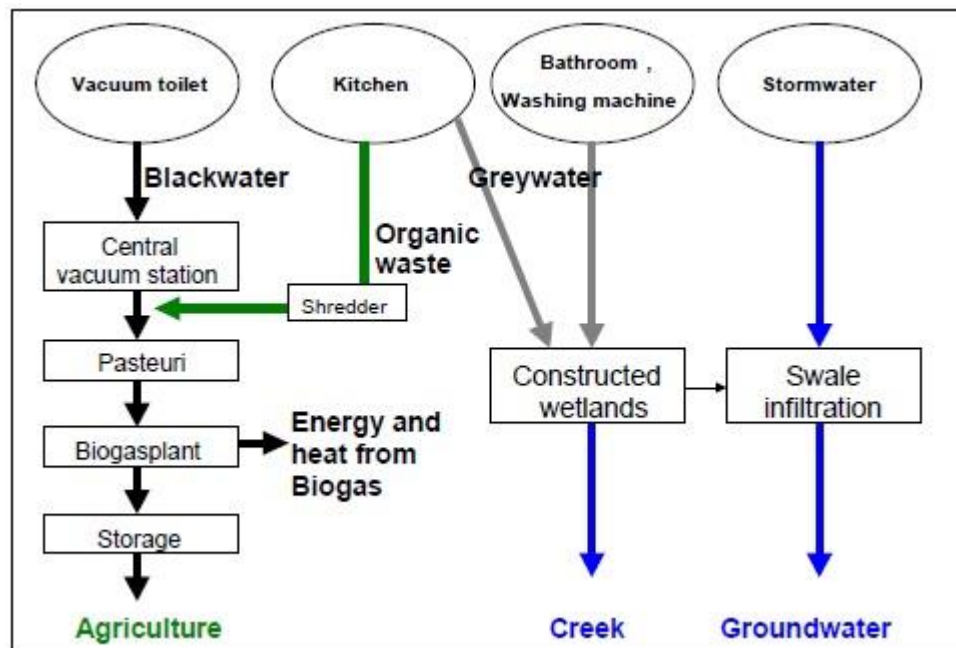 Vacuum toilet
Kitchen
Bathroom ,
Washing machine
Stormwater
Blackwater
Greywater
Organic
waste
Central
vacuum station
Shredder
Pasteuri
Constructed
wetlands
Swale
infiltration
Biogasplant
Energy and
heat from
Biogas
Storage
Agriculture
Creek
Groundwater